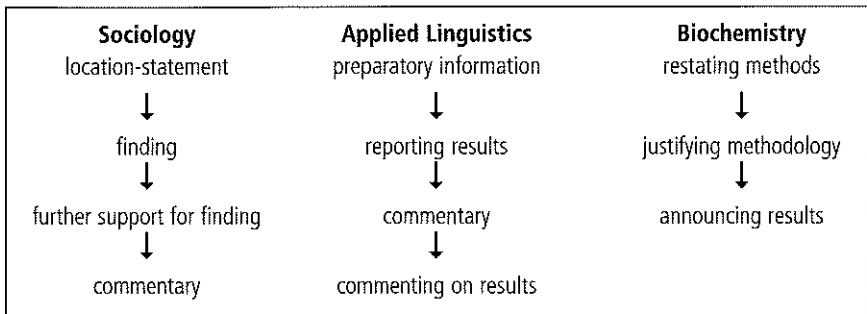 Sociology
location-statement
finding
further support for finding
commentary
Applied Linguistics
preparatory information
reporting results
commentary
commenting on results
Biochemistry
restating methods
justifying methodology
announcing results